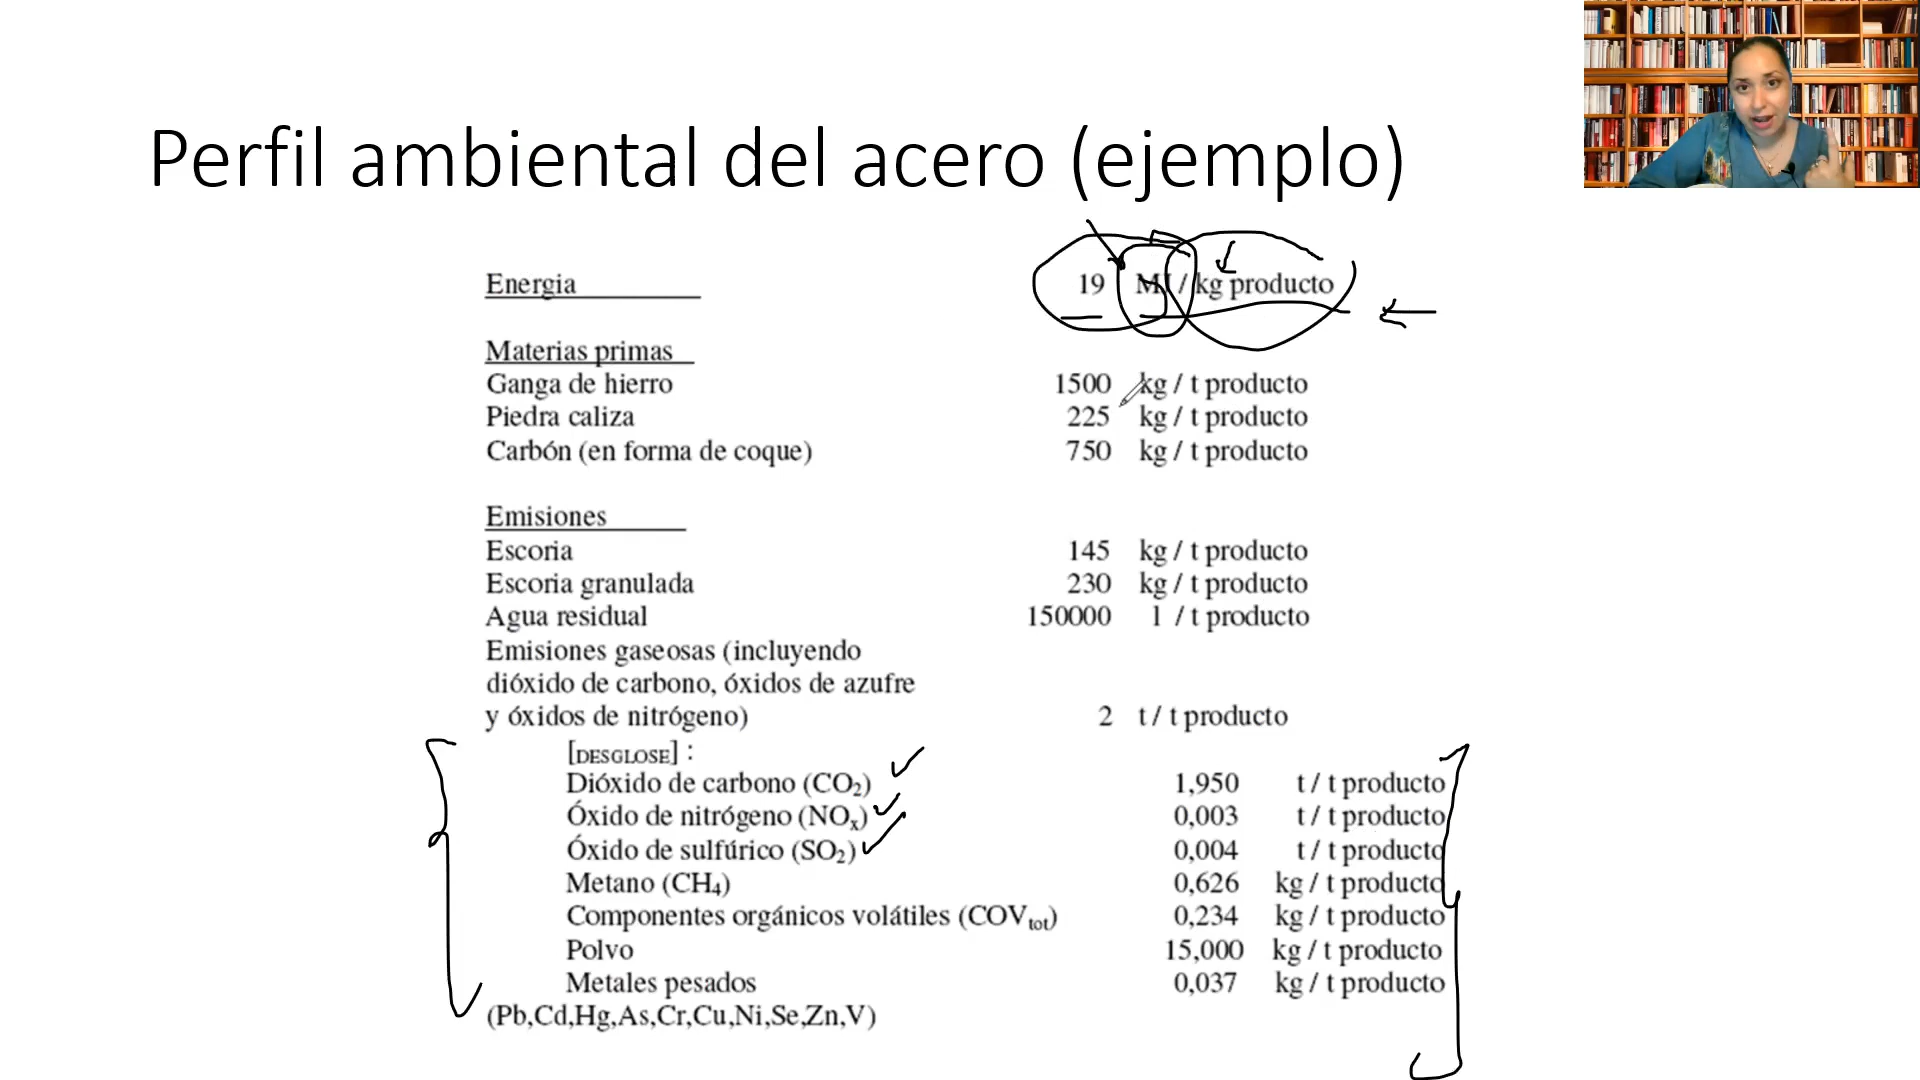 Perfil ambiental del acero (ejemplo)
Energia 19 MJ / kg producto
Materias primas
Ganga de hierro 1500 kg / t producto
Piedra caliza 225 kg / t producto
Carbón (en forma de coque) 750 kg / t producto
Emisiones
Escoria 145 kg / t producto
Escoria granulada 230 kg / t producto
Agua residual 150000 l / t producto
Emisiones gaseosas (incluyendo
dióxido de carbono, óxidos de azufre
y óxidos de nitrógeno) 2 t / t producto
[DESGLOSE] :
Dióxido de carbono (CO₂) 1,950 t / t producto
Óxido de nitrógeno (NOₓ) 0,003 t / t producto
Óxido de sulfúrico (SO₂) 0,004 t / t producto
Metano (CH₄) 0,626 kg / t producto
Componentes orgánicos volátiles (COVtot) 0,234 kg / t producto
Polvo 15,000 kg / t producto
Metales pesados 0,037 kg / t producto
(Pb,Cd,Hg,As,Cr,Cu,Ni,Se,Zn,V)